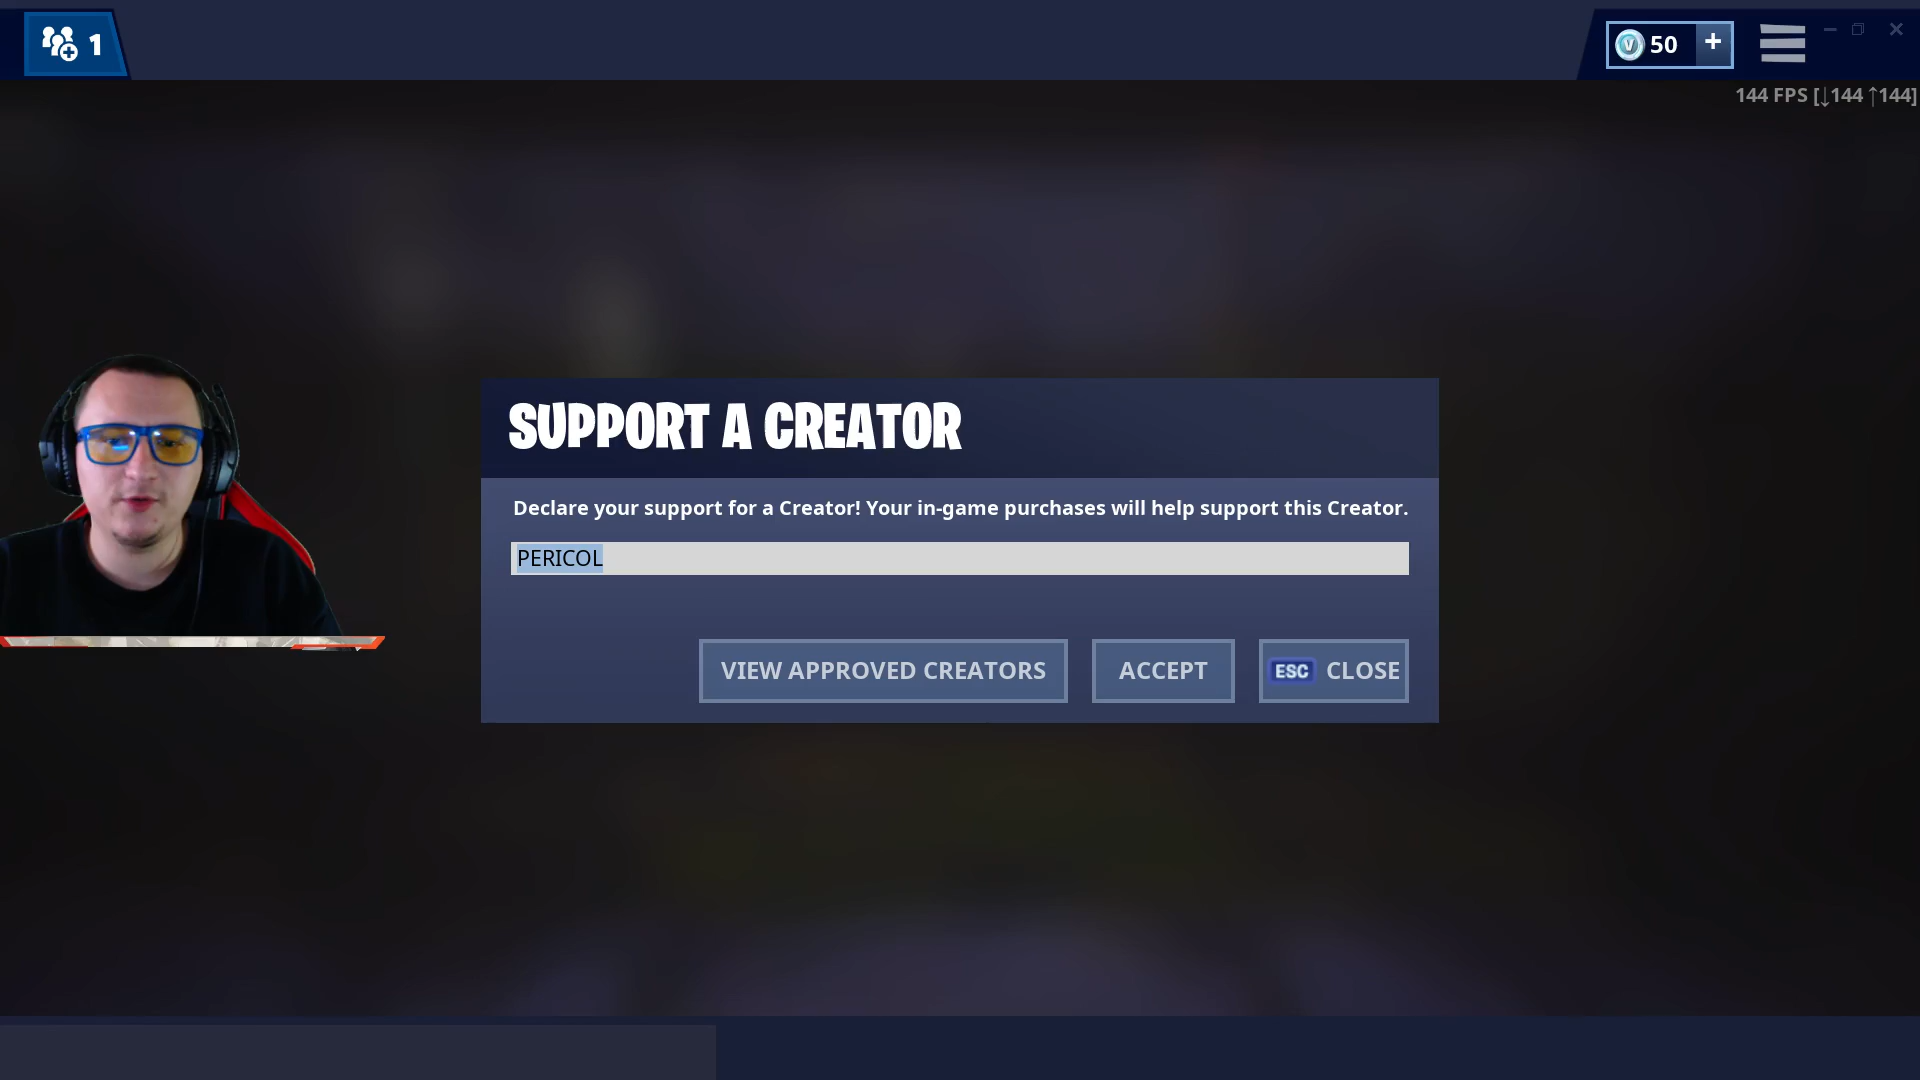 1
50 +
144 FPS [↓144 ↑144]
SUPPORT A CREATOR
Declare your support for a Creator! Your in-game purchases will help support this Creator.
PERICOL
VIEW APPROVED CREATORS
ACCEPT
ESC CLOSE